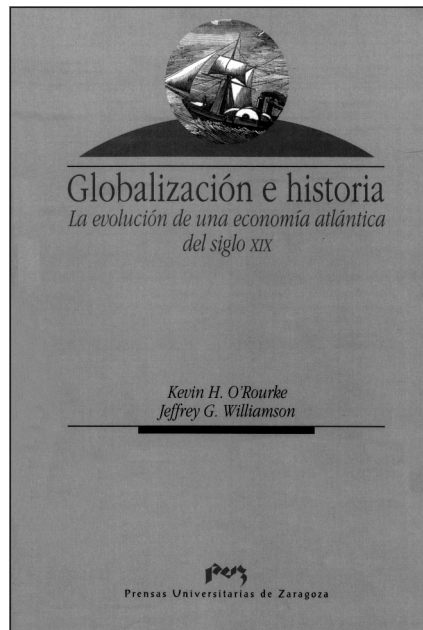 Globalización e historia
La evolución de una economía atlántica
del siglo XIX
Kevin H. O'Rourke
Jeffrey G. Williamson
puz
Prensas Universitarias de Zaragoza